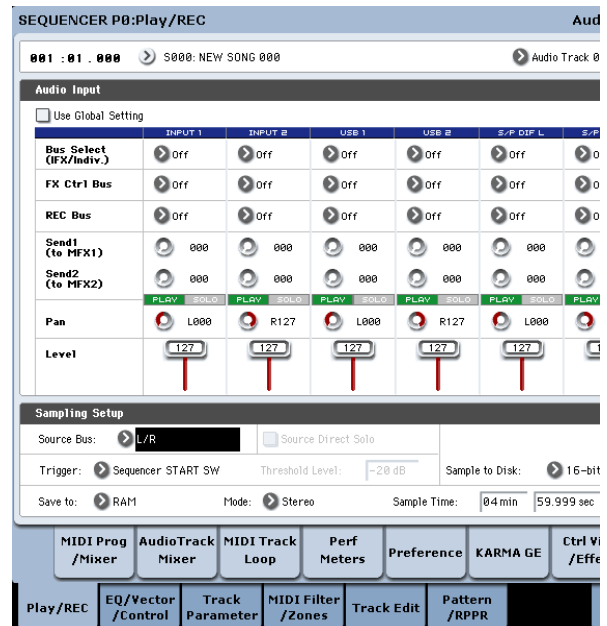 SEQUENCER P0:Play/REC Aud
001 :01 . 000 S000: NEW SONG 000 Audio Track 0
Audio Input
Use Global Setting
INPUT 1 INPUT 2 USB 1 USB 2 S/P DIF L S/P
Bus Select (IFX/Indiv.) Off Off Off Off Off
FX Ctrl Bus Off Off Off Off Off
REC Bus Off Off Off Off Off
Send1 (to MFX1) 000 000 000 000 000
Send2 (to MFX2) 000 000 000 000 000
PLAY SOLO PLAY SOLO PLAY SOLO PLAY SOLO PLAY SOLO PLAY
Pan L000 R127 L000 R127 L000
Level 127 127 127 127 127
Sampling Setup
Source Bus: L/R Source Direct Solo
Trigger: Sequencer START SW Threshold Level: -20 dB Sample to Disk: 16-bit
Save to: RAM Mode: Stereo Sample Time: 04 min 59.999 sec
MIDI Prog /Mixer AudioTrack Mixer MIDI Track Loop Perf Meters Preference KARMA GE Ctrl Vi /Effe
Play/REC EQ/Vector /Control Track Parameter MIDI Filter /Zones Track Edit Pattern /RPPR